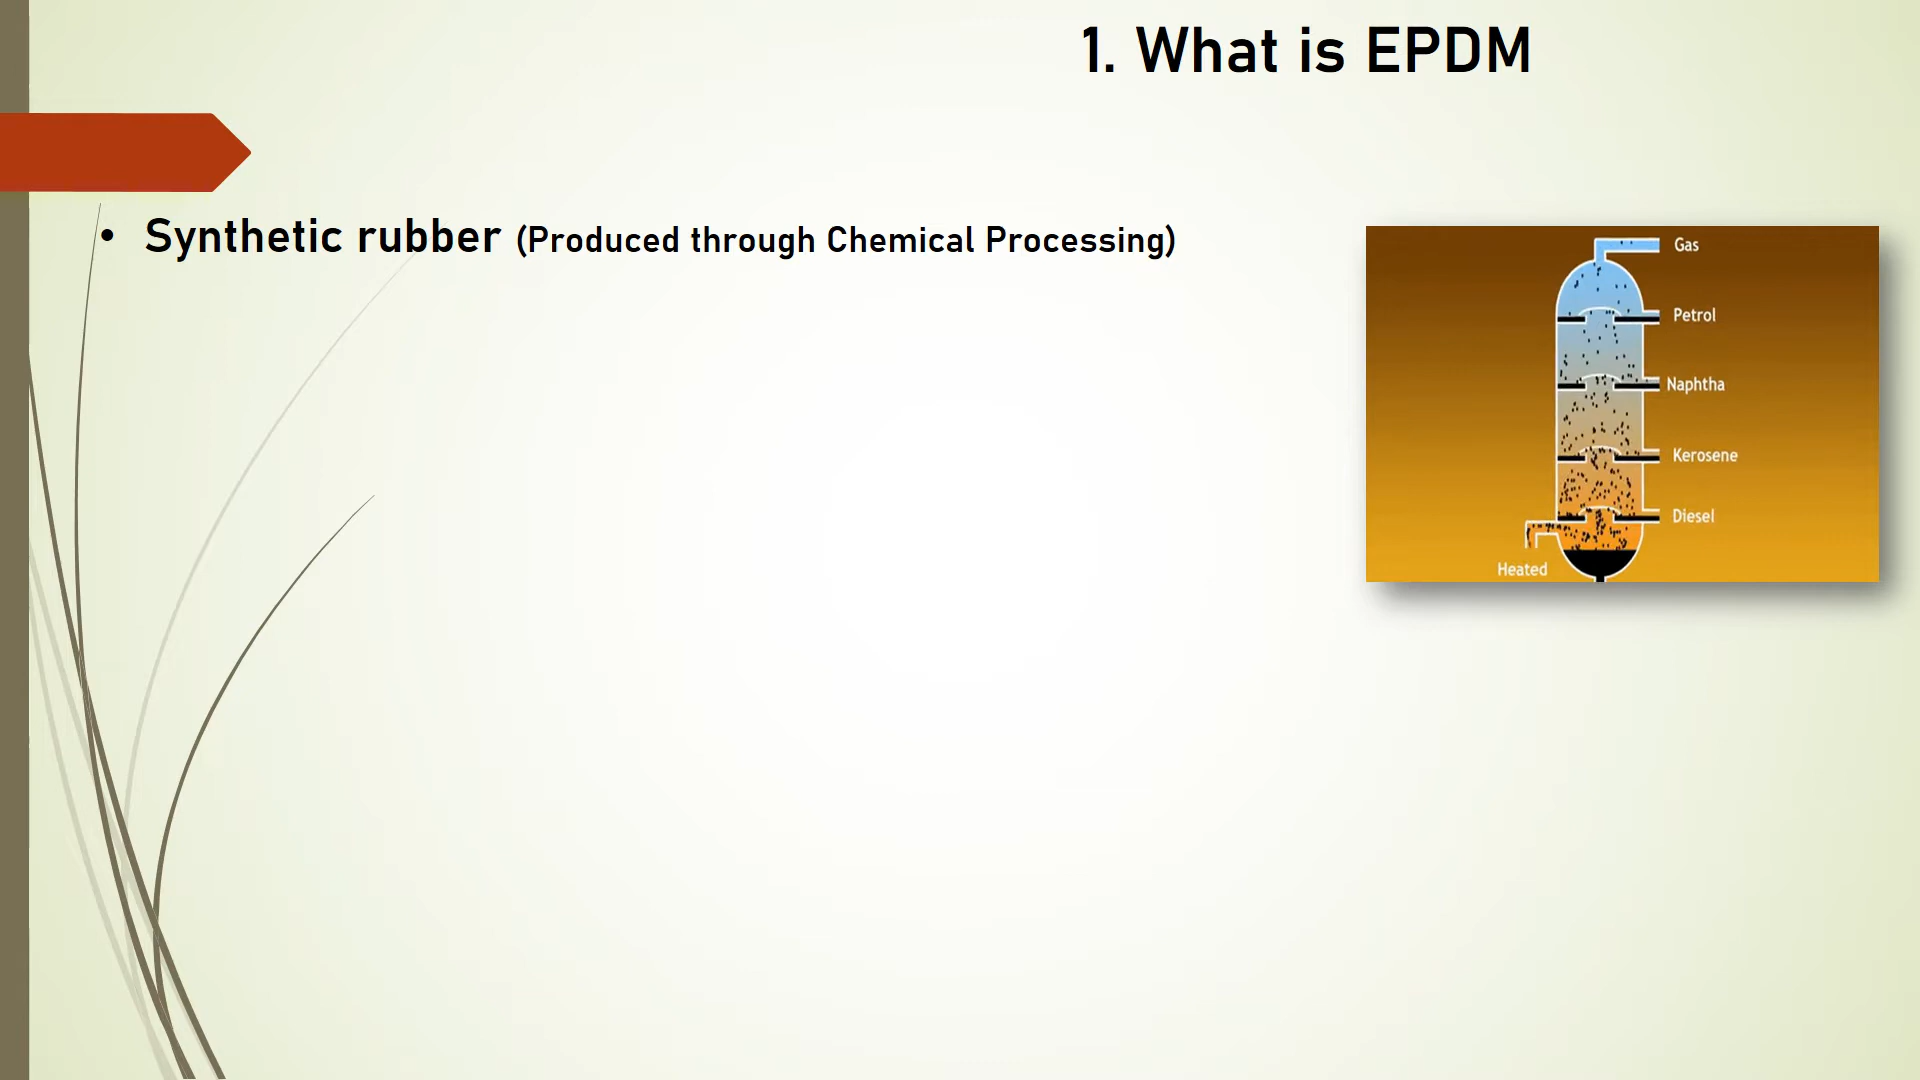 1. What is EPDM
• Synthetic rubber (Produced through Chemical Processing)
Gas
Petrol
Naphtha
Kerosene
Diesel
Heated